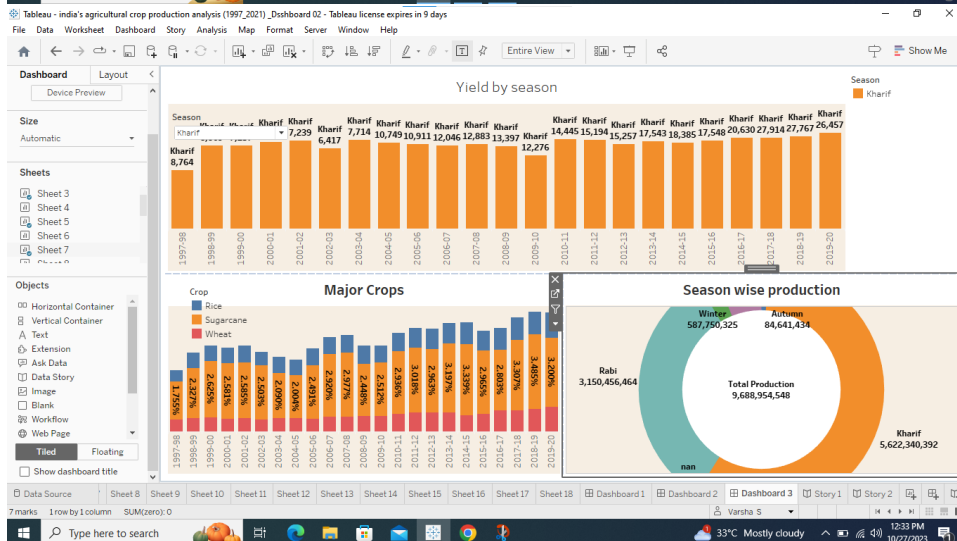 Tableau - india's agricultural crop production analysis (1997_2021) _Dsshboard 02 - Tableau license expires in 9 days
File Data Worksheet Dashboard Story Analysis Map Format Server Window Help
Entire View
Show Me
Dashboard Layout
Device Preview
Size
Automatic
Sheets
Sheet 3
Sheet 4
Sheet 5
Sheet 6
Sheet 7
Objects
Horizontal Container
Vertical Container
Text
Extension
Ask Data
Data Story
Image
Blank
Workflow
Web Page
Tiled Floating
Show dashboard title
Yield by season
Season
Kharif
Season
Kharif
Kharif 8,764
Kharif
Kharif 7,239
Kharif 6,417
Kharif 7,714
Kharif 10,749
Kharif 10,911
Kharif 12,046
Kharif 12,883
Kharif 13,397
Kharif 12,276
Kharif 14,445
Kharif 15,194
Kharif 15,257
Kharif 17,543
Kharif 18,385
Kharif 17,548
Kharif 20,630
Kharif 27,914
Kharif 27,767
Kharif 26,457
1997-98 1998-99 1999-00 2000-01 2001-02 2002-03 2003-04 2004-05 2005-06 2006-07 2007-08 2008-09 2009-10 2010-11 2011-12 2012-13 2013-14 2014-15 2015-16 2016-17 2017-18 2018-19 2019-20
Major Crops
Crop
Rice
Sugarcane
Wheat
1.755% 2.327% 2.625% 2.581% 2.585% 2.503% 2.090% 2.004% 2.491% 2.920% 2.977% 2.448% 2.512% 2.936% 3.018% 2.963% 3.197% 3.339% 2.965% 2.803% 3.307% 3.485% 3.200%
1997-98 1998-99 1999-00 2000-01 2001-02 2002-03 2003-04 2004-05 2005-06 2006-07 2007-08 2008-09 2009-10 2010-11 2011-12 2012-13 2013-14 2014-15 2015-16 2016-17 2017-18 2018-19 2019-20
Season wise production
Winter
587,750,325
Autumn
84,641,434
Rabi
3,150,456,464
Total Production
9,688,954,548
Kharif
5,622,340,392
nan
Data Source Sheet 8 Sheet 9 Sheet 10 Sheet 11 Sheet 12 Sheet 13 Sheet 14 Sheet 15 Sheet 16 Sheet 17 Sheet 18 Dashboard 1 Dashboard 2 Dashboard 3 Story 1 Story 2
7 marks 1 row by 1 column SUM(zero): 0
Varsha S
Type here to search
33°C Mostly cloudy
12:33 PM
10/27/2023